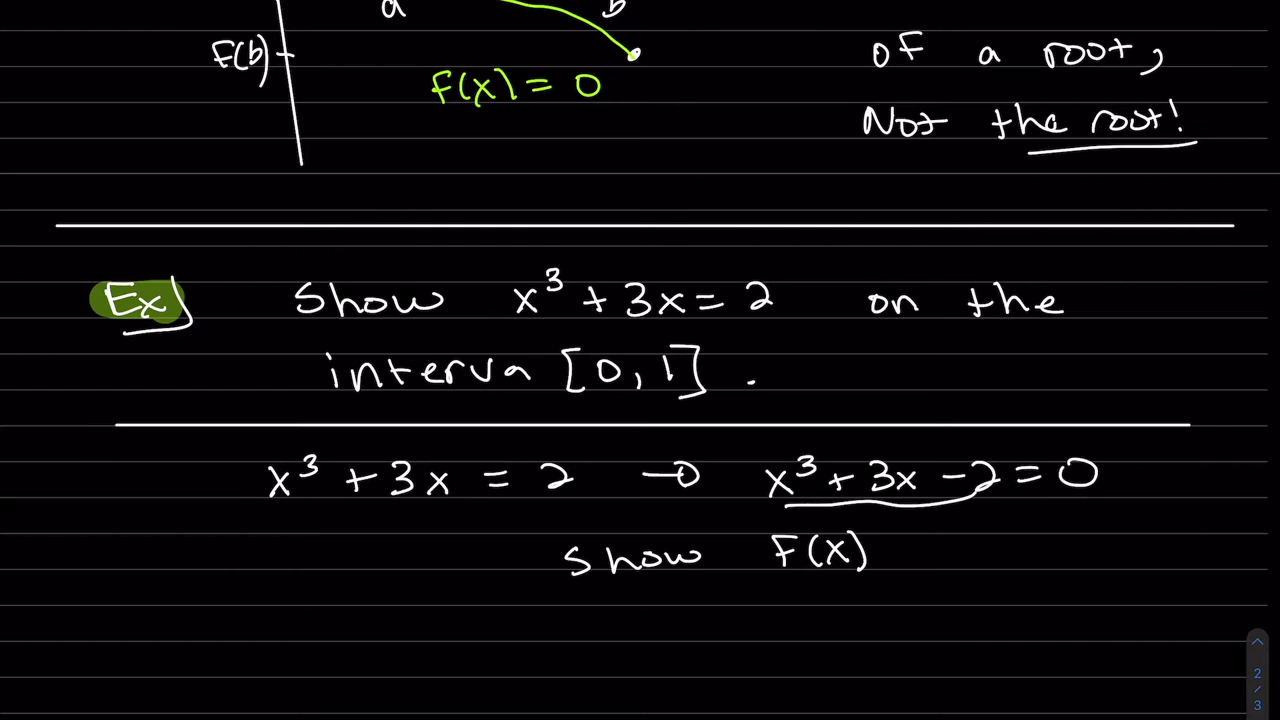 a b
F(b)
F(x) = 0
of a root,
Not the root!
Ex) Show x³ + 3x = 2 on the
interva [0, 1] .
x³ + 3x = 2 → x³ + 3x - 2 = 0
show F(x)
2
/
3